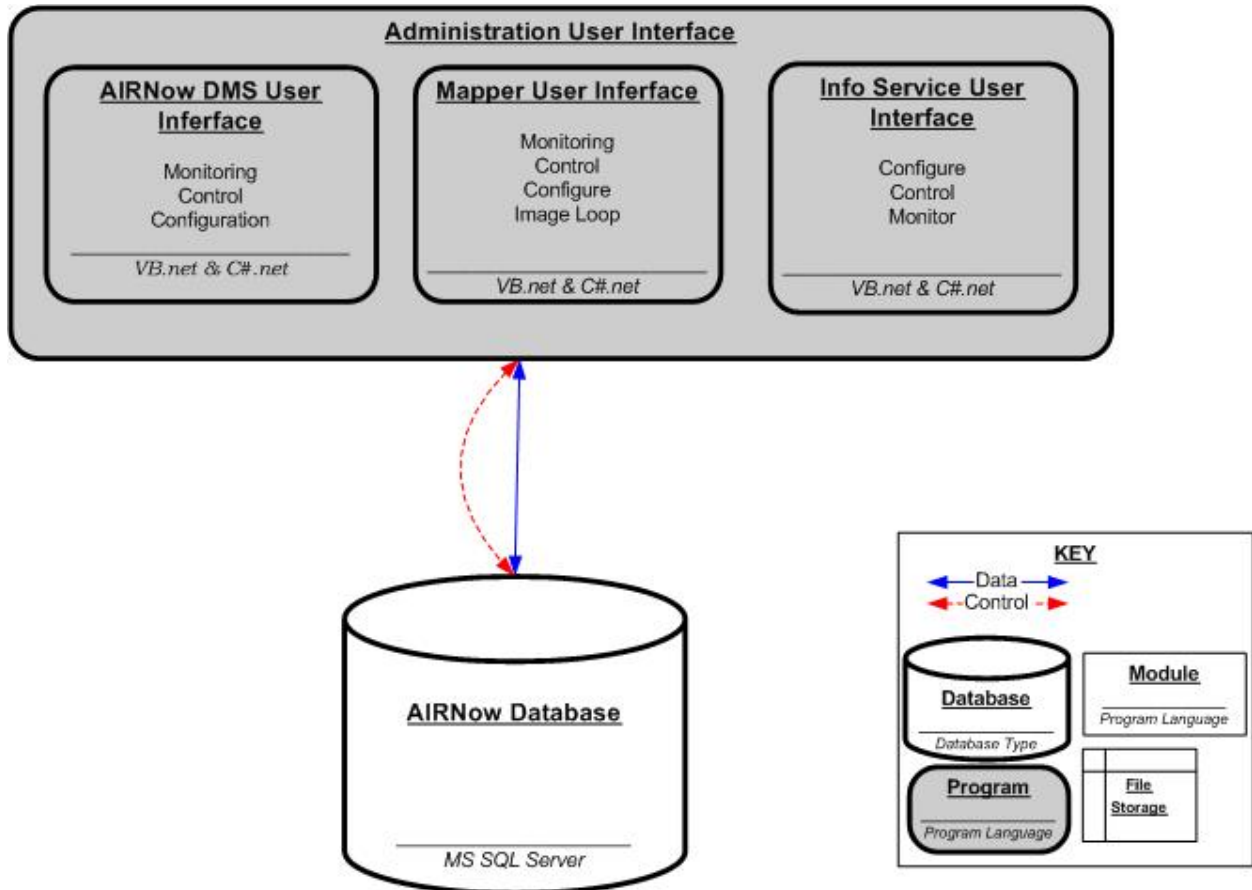 Administration User Interface
AIRNow DMS User
Inferface
Monitoring
Control
Configuration
VB.net & C#.net
Mapper User Inferface
Monitoring
Control
Configure
Image Loop
VB.net & C#.net
Info Service User
Interface
Configure
Control
Monitor
VB.net & C#.net
AIRNow Database
MS SQL Server
KEY
Data
Control
Database
Database Type
Module
Program Language
Program
Program Language
File
Storage